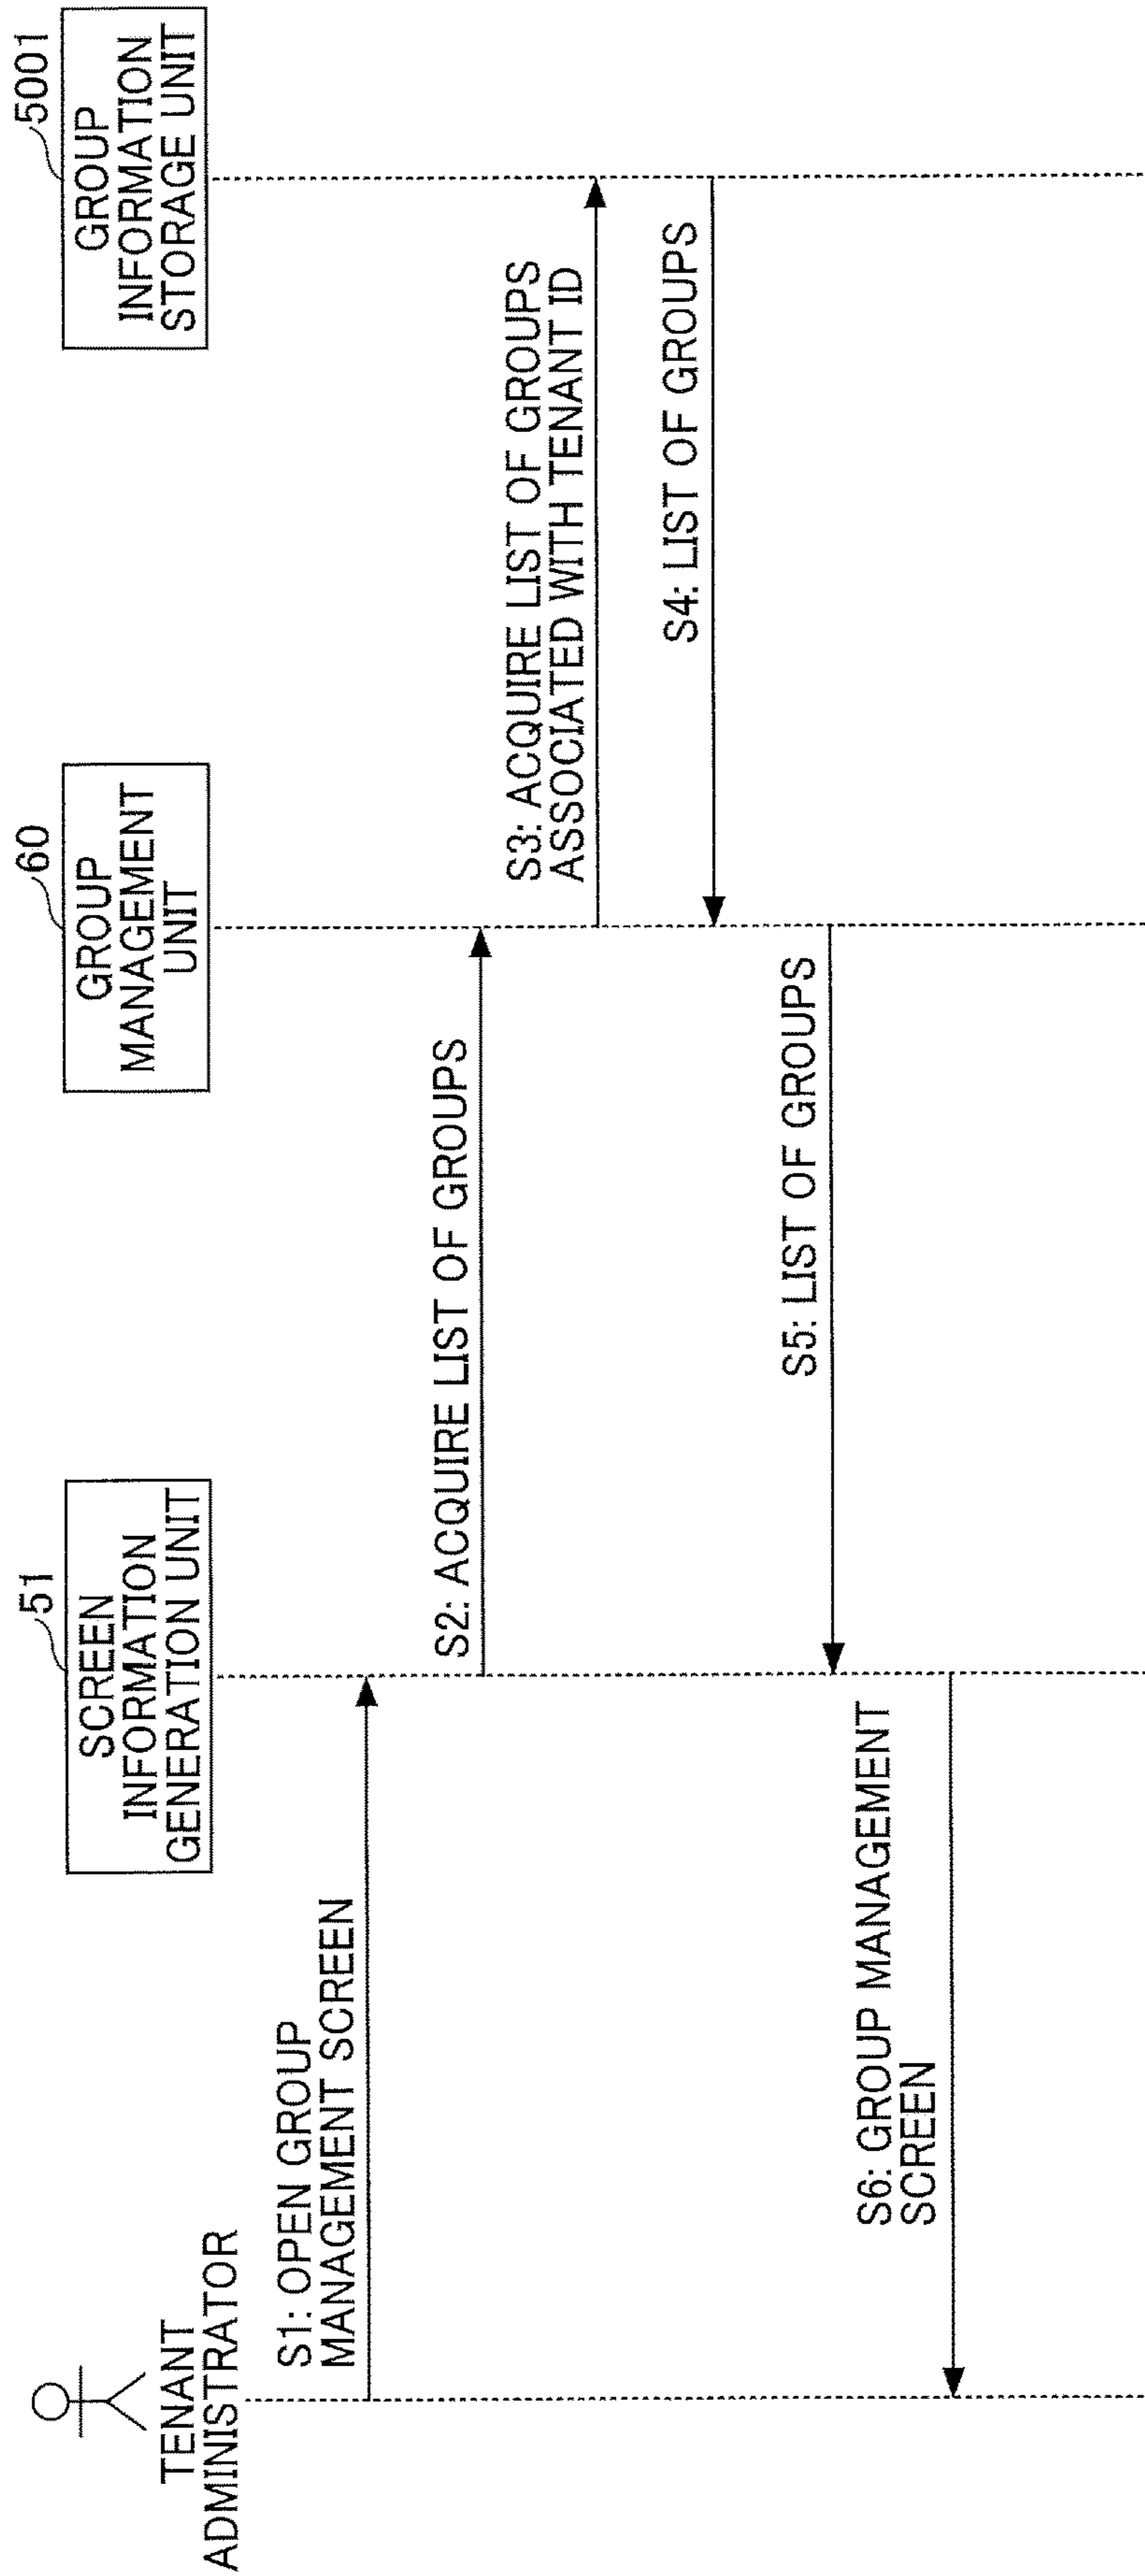 TENANT
ADMINISTRATOR
51
SCREEN
INFORMATION
GENERATION UNIT
60
GROUP
MANAGEMENT
UNIT
5001
GROUP
INFORMATION
STORAGE UNIT
S1: OPEN GROUP
MANAGEMENT SCREEN
S2: ACQUIRE LIST OF GROUPS
S3: ACQUIRE LIST OF GROUPS
ASSOCIATED WITH TENANT ID
S4: LIST OF GROUPS
S5: LIST OF GROUPS
S6: GROUP MANAGEMENT
SCREEN